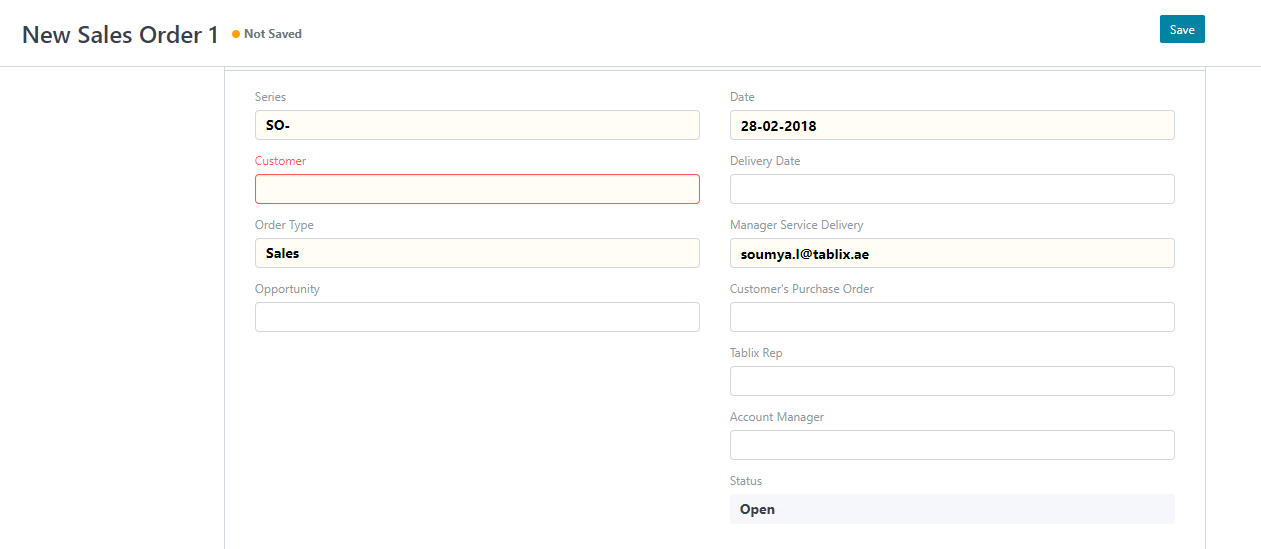 New Sales Order 1
Not Saved
Save
Series
SO-
Customer
Order Type
Sales
Opportunity
Date
28-02-2018
Delivery Date
Manager Service Delivery
soumya.l@tablix.ae
Customer's Purchase Order
Tablix Rep
Account Manager
Status
Open